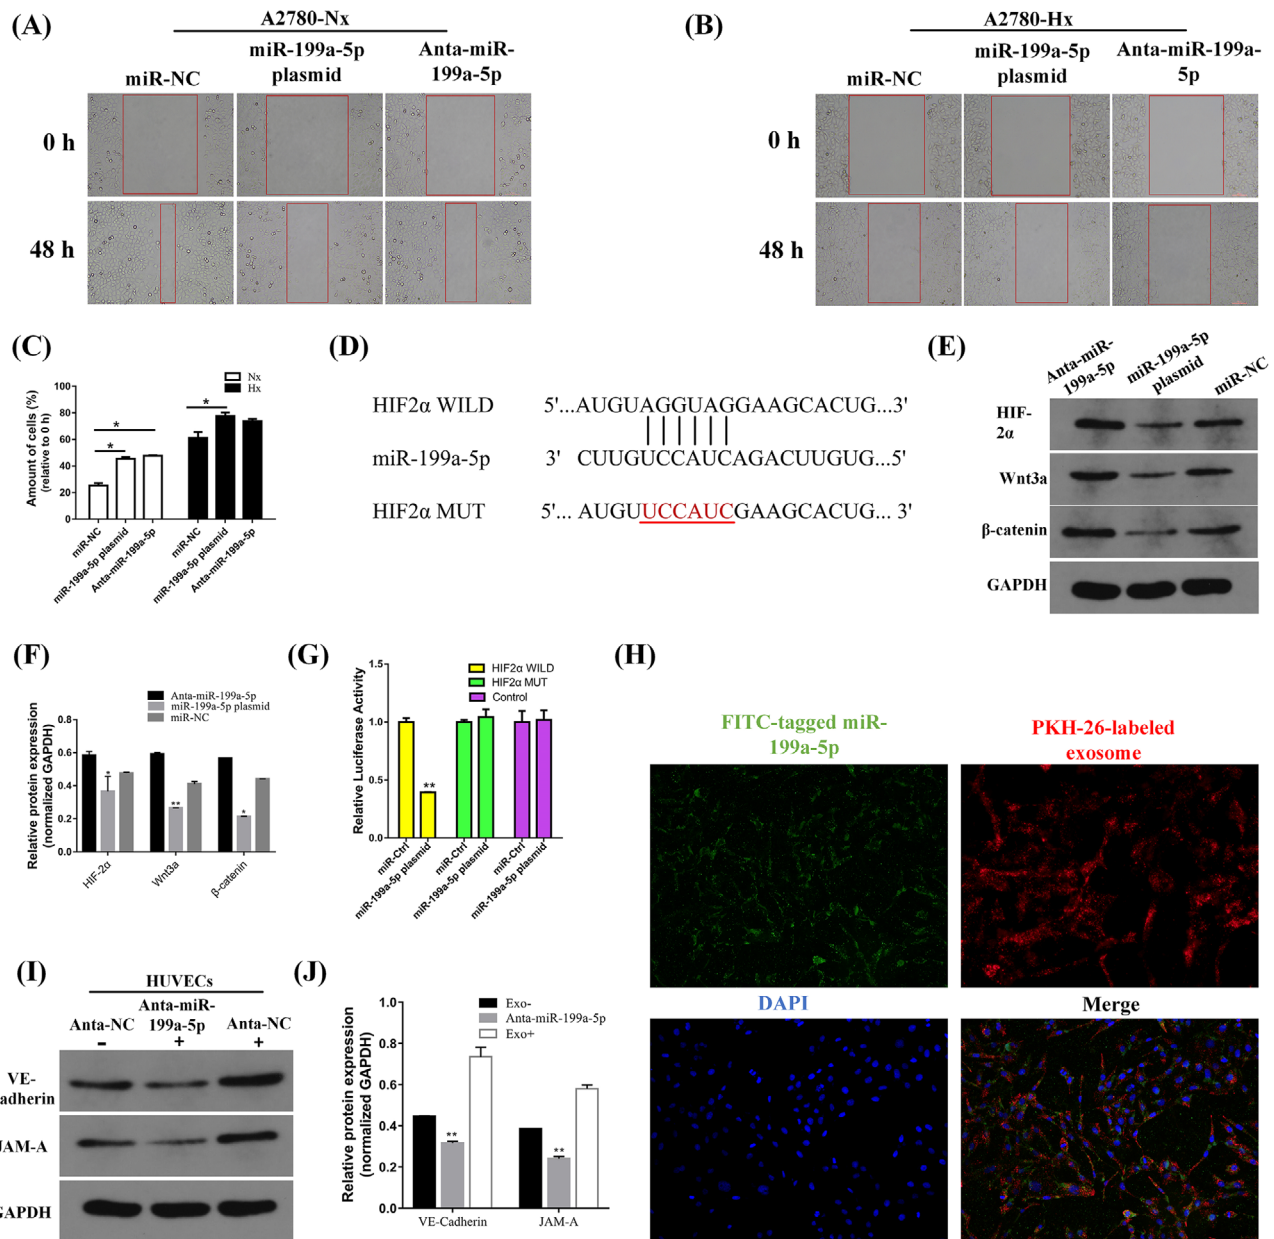 (A)
A2780-Nx
miR-NC
miR-199a-5p
plasmid
Anta-miR-
199a-5p
0 h
48 h
(B)
A2780-Hx
miR-NC
miR-199a-5p
plasmid
Anta-miR-199a-
5p
0 h
48 h
(C)
Nx
Hx
Amount of cells (%)
(relative to 0 h)
100
80
60
40
20
0
*
*
*
miR-NC
miR-199a-5p plasmid
Anta-miR-199a-5p
miR-NC
miR-199a-5p plasmid
Anta-miR-199a-5p
(D)
HIF2α WILD 5'...AUGUAGGUAGGAAGCACUG...3'
miR-199a-5p 3' CUUGUCCAUCAGACUUGUG...5'
HIF2α MUT 5'... AUGUUCCAUCGAAGCACUG... 3'
(E)
Anta-miR-
199a-5p
miR-199a-5p
plasmid
miR-NC
HIF-
2α
Wnt3a
β-catenin
GAPDH
(F)
Anta-miR-199a-5p
miR-199a-5p plasmid
miR-NC
Relative protein expression
(normalized GAPDH)
0.8
0.6
0.4
0.2
0.0
*
**
*
HIF-2α
Wnt3a
β-catenin
(G)
HIF2α WILD
HIF2α MUT
Control
Relative Luciferase Activity
1.5
1.0
0.5
0.0
**
miR-Ctrl
miR-199a-5p plasmid
miR-Ctrl
miR-199a-5p plasmid
miR-Ctrl
miR-199a-5p plasmid
(H)
FITC-tagged miR-
199a-5p
PKH-26-labeled
exosome
DAPI
Merge
(I)
HUVECs
Anta-NC
Anta-miR-
199a-5p
Anta-NC
- + +
VE-
adherin
JAM-A
GAPDH
(J)
Exo-
Anta-miR-199a-5p
Exo+
Relative protein expression
(normalized GAPDH)
1.0
0.8
0.6
0.4
0.2
0.0
**
**
VE-Cadherin
JAM-A